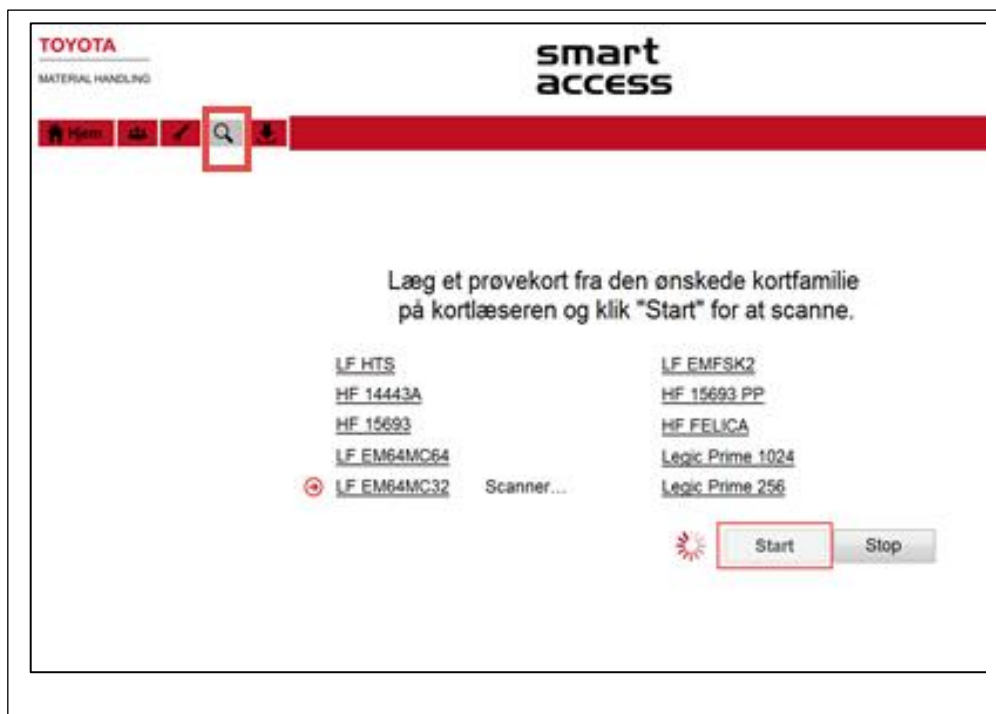 TOYOTA
MATERIAL HANDLING
smart
access
Hjem
Læg et prøvekort fra den ønskede kortfamilie
på kortlæseren og klik "Start" for at scanne.
LF HTS
HF 14443A
HF 15693
LF EM64MC64
LF EM64MC32 Scanner...
LF EMFSK2
HF 15693 PP
HF FELICA
Legic Prime 1024
Legic Prime 256
Start Stop